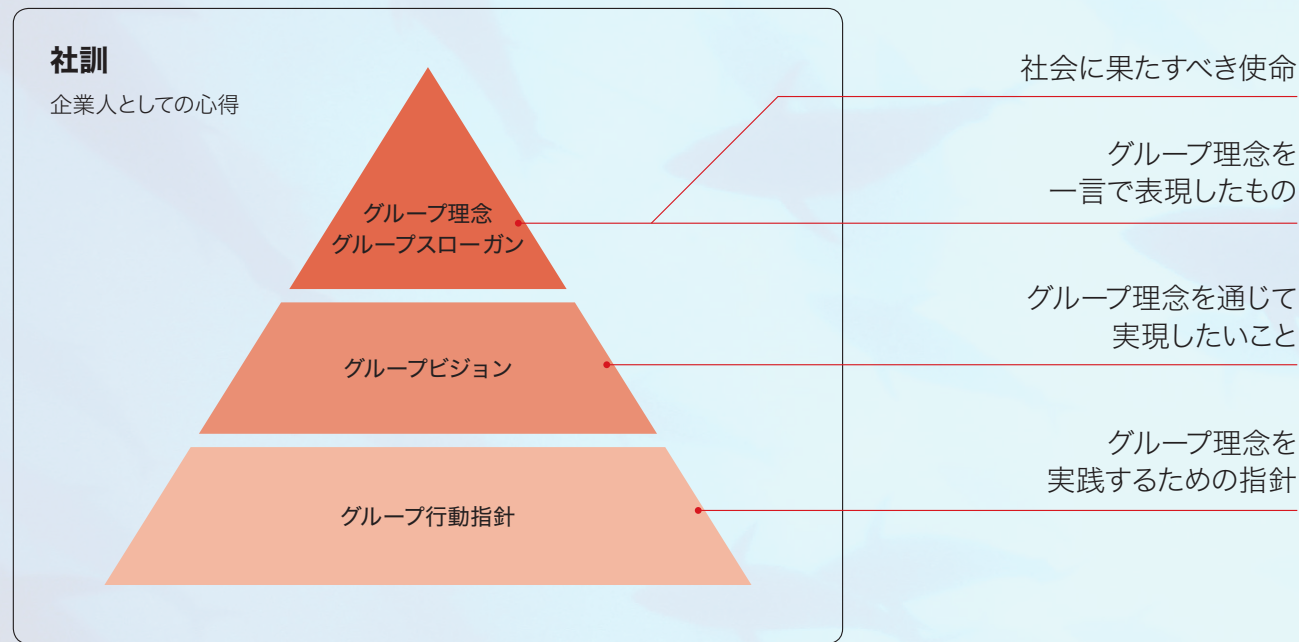 社訓
企業人としての心得
グループ理念
グループスローガン
グループビジョン
グループ行動指針
社会に果たすべき使命
グループ理念を
一言で表現したもの
グループ理念を通じて
実現したいこと
グループ理念を
実践するための指針